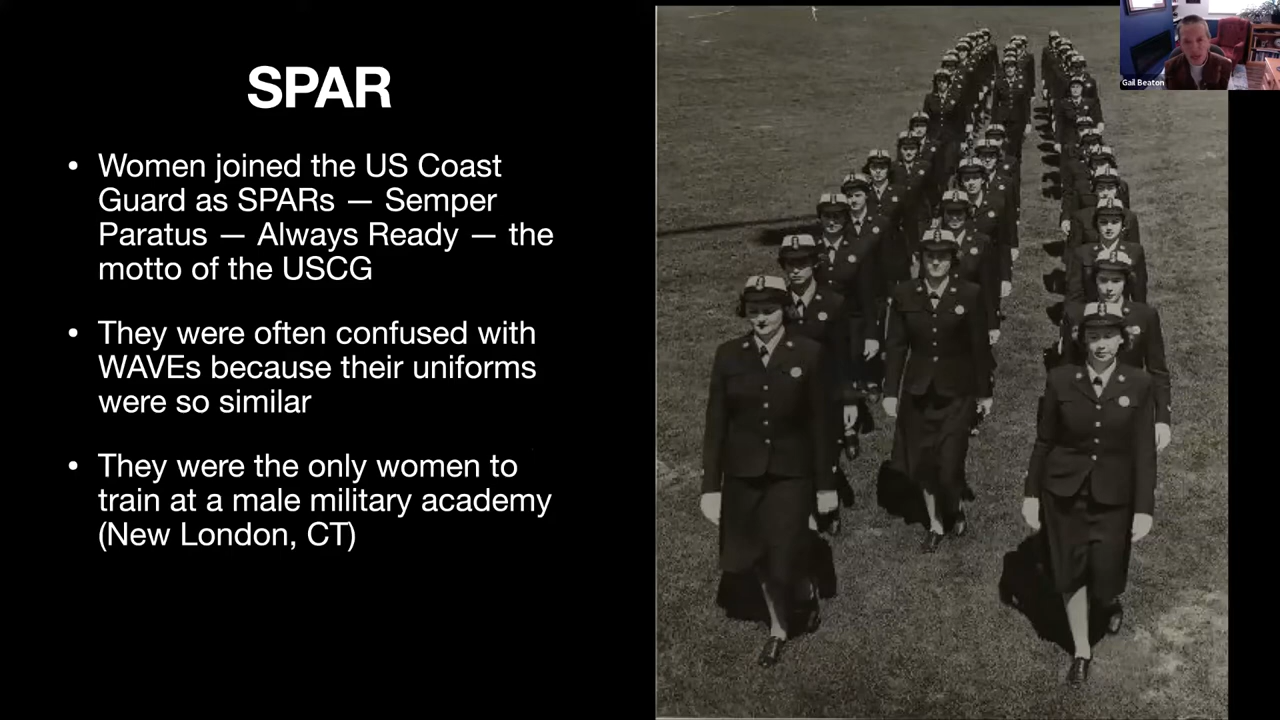 SPAR
• Women joined the US Coast
Guard as SPARs — Semper
Paratus — Always Ready — the
motto of the USCG
• They were often confused with
WAVEs because their uniforms
were so similar
• They were the only women to
train at a male military academy
(New London, CT)
Gail Beaton